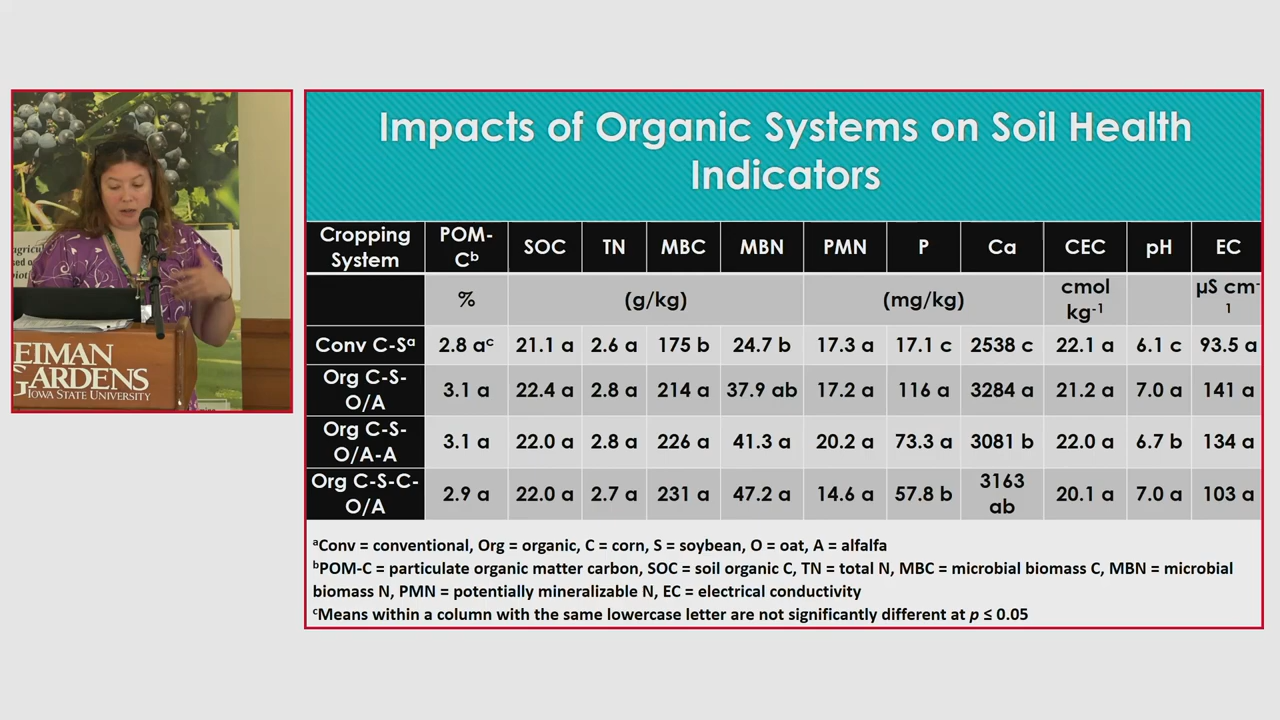 Impacts of Organic Systems on Soil Health
Indicators
Cropping System POM-Cᵇ SOC TN MBC MBN PMN P Ca CEC pH EC
% (g/kg) (mg/kg) cmol kg⁻¹ µS cm⁻¹
Conv C-Sᵃ 2.8 aᶜ 21.1 a 2.6 a 175 b 24.7 b 17.3 a 17.1 c 2538 c 22.1 a 6.1 c 93.5 a
Org C-S-O/A 3.1 a 22.4 a 2.8 a 214 a 37.9 ab 17.2 a 116 a 3284 a 21.2 a 7.0 a 141 a
Org C-S-O/A-A 3.1 a 22.0 a 2.8 a 226 a 41.3 a 20.2 a 73.3 a 3081 b 22.0 a 6.7 b 134 a
Org C-S-C-O/A 2.9 a 22.0 a 2.7 a 231 a 47.2 a 14.6 a 57.8 b 3163 ab 20.1 a 7.0 a 103 a
ᵃConv = conventional, Org = organic, C = corn, S = soybean, O = oat, A = alfalfa
ᵇPOM-C = particulate organic matter carbon, SOC = soil organic C, TN = total N, MBC = microbial biomass C, MBN = microbial
biomass N, PMN = potentially mineralizable N, EC = electrical conductivity
ᶜMeans within a column with the same lowercase letter are not significantly different at p ≤ 0.05
EIMAN
GARDENS
IOWA STATE UNIVERSITY